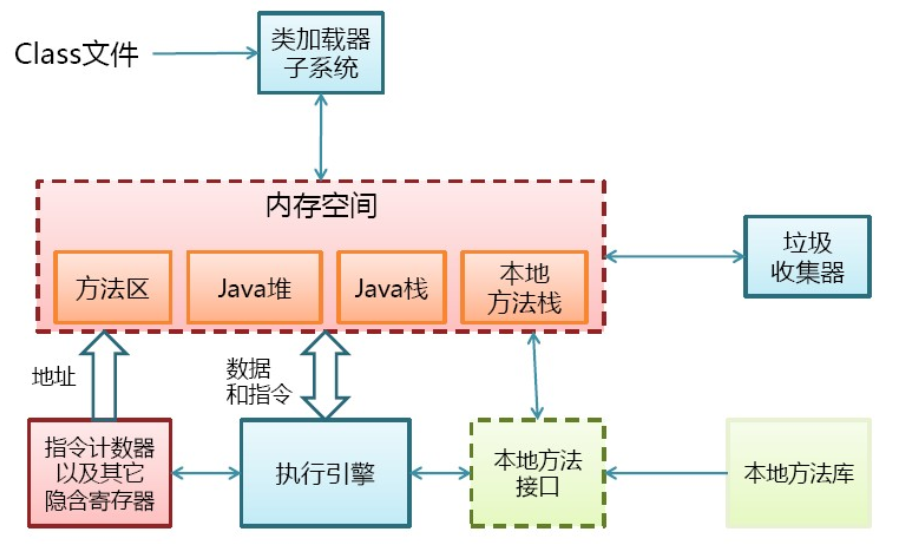 Class文件
类加载器
子系统
内存空间
方法区
Java堆
Java栈
本地
方法栈
垃圾
收集器
地址
数据
和指令
指令计数器
以及其它
隐含寄存器
执行引擎
本地方法
接口
本地方法库